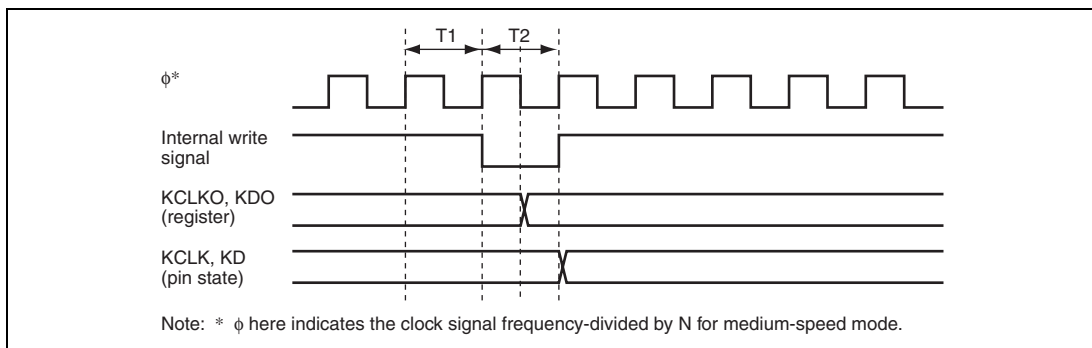 T1 T2
ϕ*
Internal write
signal
KCLKO, KDO
(register)
KCLK, KD
(pin state)
Note: * ϕ here indicates the clock signal frequency-divided by N for medium-speed mode.